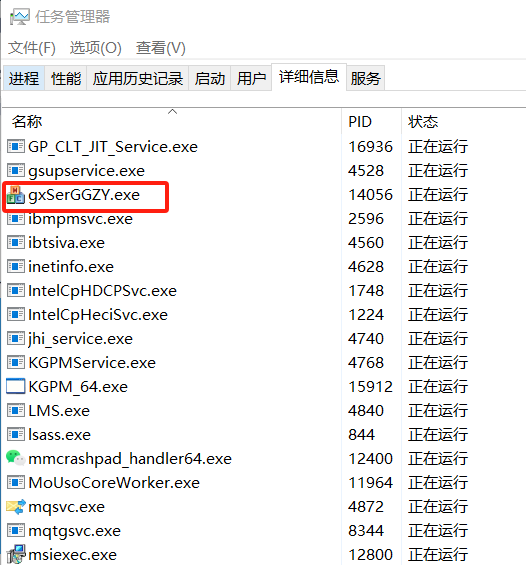 任务管理器
文件(F) 选项(O) 查看(V)
进程 性能 应用历史记录 启动 用户 详细信息 服务
名称 PID 状态
GP_CLT_JIT_Service.exe 16936 正在运行
gsupservice.exe 4528 正在运行
gxSerGGZY.exe 14056 正在运行
ibmpmsvc.exe 2596 正在运行
ibtsiva.exe 4560 正在运行
inetinfo.exe 4628 正在运行
IntelCpHDCPSvc.exe 1748 正在运行
IntelCpHeciSvc.exe 1224 正在运行
jhi_service.exe 4740 正在运行
KGPMService.exe 4768 正在运行
KGPM_64.exe 15912 正在运行
LMS.exe 4840 正在运行
lsass.exe 844 正在运行
mmcrashpad_handler64.exe 12400 正在运行
MoUsoCoreWorker.exe 11964 正在运行
mqsvc.exe 4872 正在运行
mqtgsvc.exe 8344 正在运行
msiexec.exe 12800 正在运行